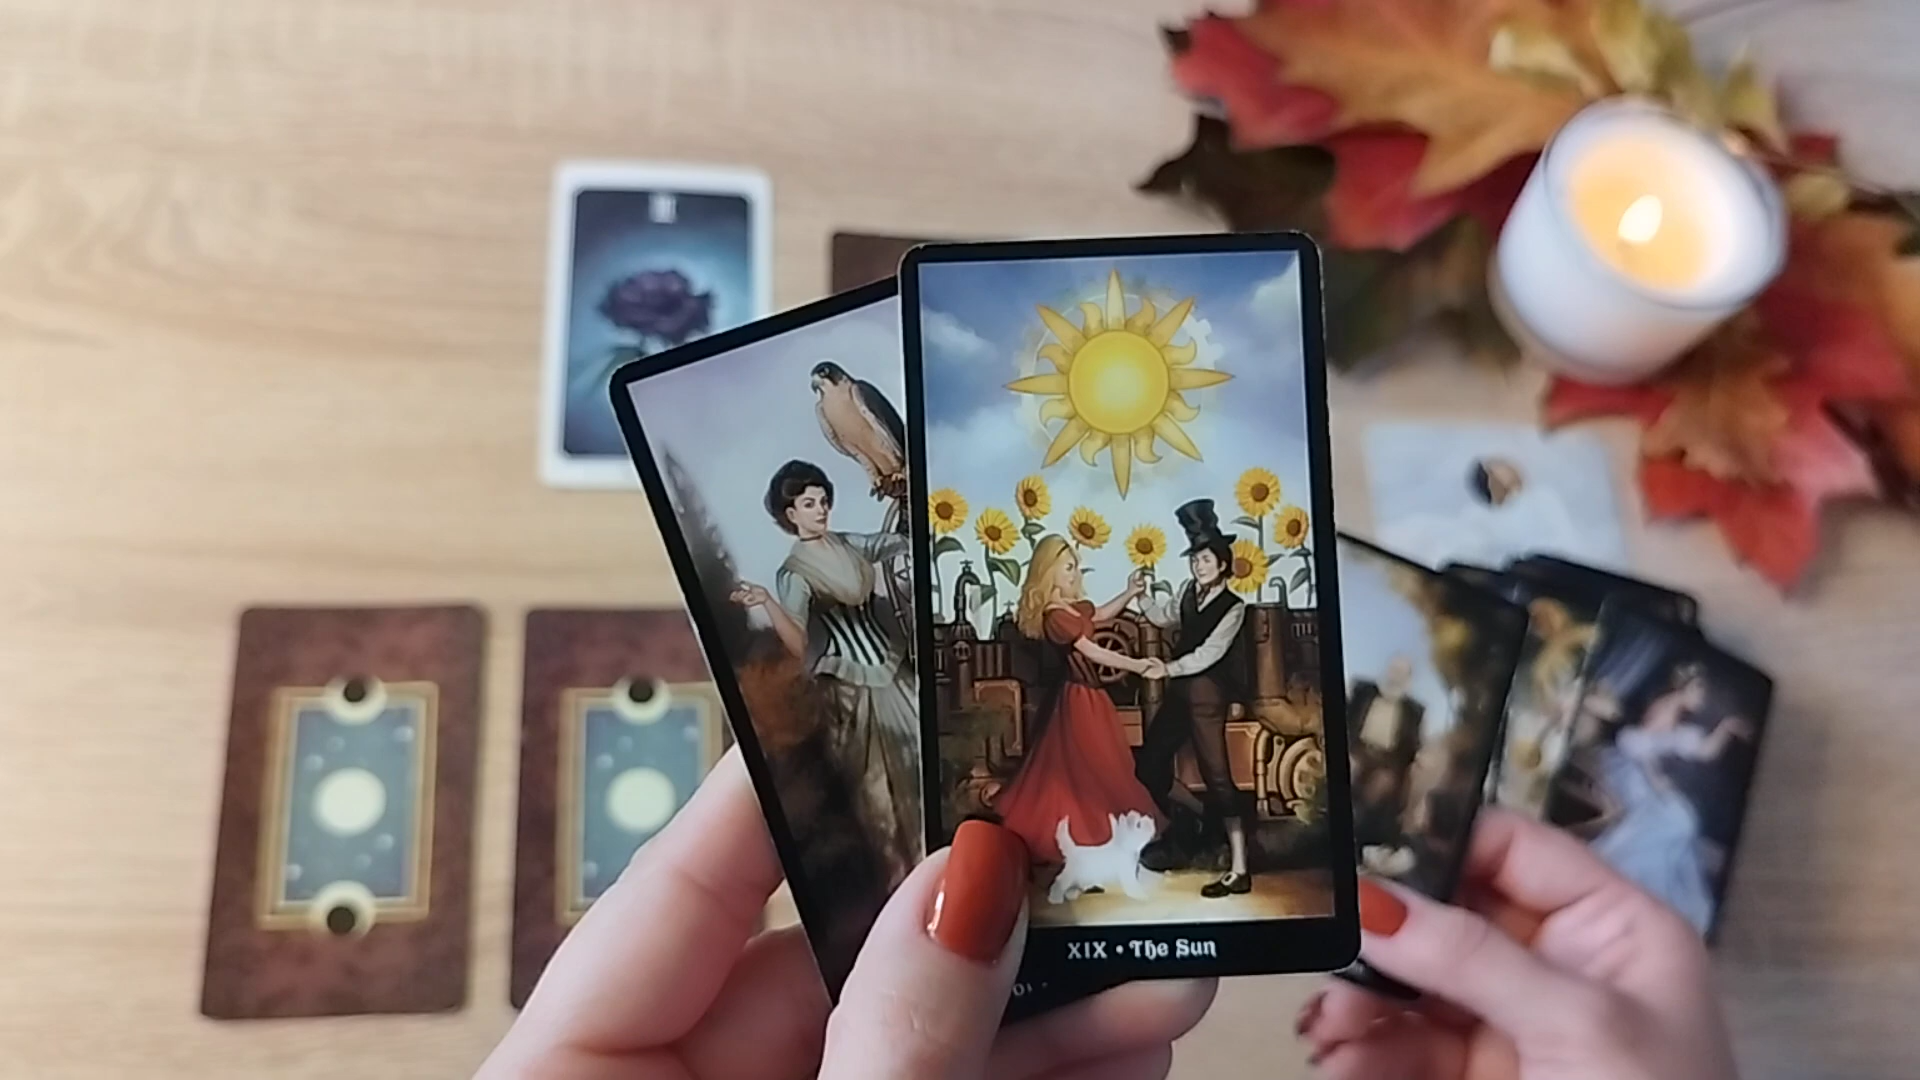 XIX • The Sun